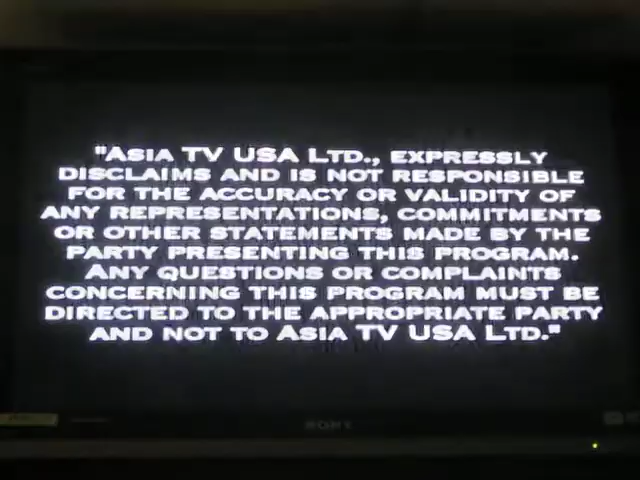 "ASIA TV USA LTD., EXPRESSLY
DISCLAIMS AND IS NOT RESPONSIBLE
FOR THE ACCURACY OR VALIDITY OF
ANY REPRESENTATIONS, COMMITMENTS
OR OTHER STATEMENTS MADE BY THE
PARTY PRESENTING THIS PROGRAM.
ANY QUESTIONS OR COMPLAINTS
CONCERNING THIS PROGRAM MUST BE
DIRECTED TO THE APPROPRIATE PARTY
AND NOT TO ASIA TV USA LTD."
SONY